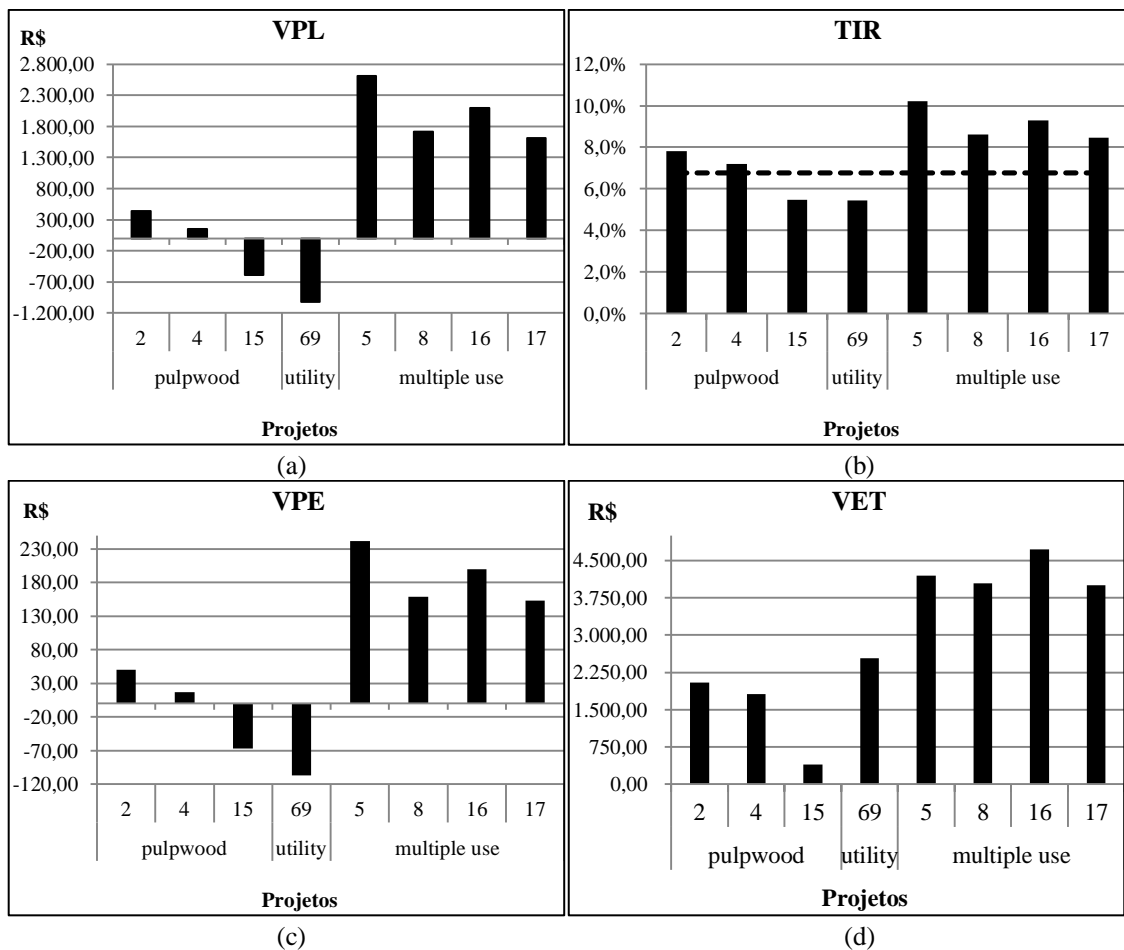 VPL
R$
2.800,00
2.300,00
1.800,00
1.300,00
800,00
300,00
-200,00
-700,00
-1.200,00
2 4 15 69 5 8 16 17
pulpwood utility multiple use
Projetos
(a)
TIR
12,0%
10,0%
8,0%
6,0%
4,0%
2,0%
0,0%
2 4 15 69 5 8 16 17
pulpwood utility multiple use
Projetos
(b)
VPE
R$
230,00
180,00
130,00
80,00
30,00
-20,00
-70,00
-120,00
2 4 15 69 5 8 16 17
pulpwood utility multiple use
Projetos
(c)
VET
R$
4.500,00
3.750,00
3.000,00
2.250,00
1.500,00
750,00
0,00
2 4 15 69 5 8 16 17
pulpwood utility multiple use
Projetos
(d)